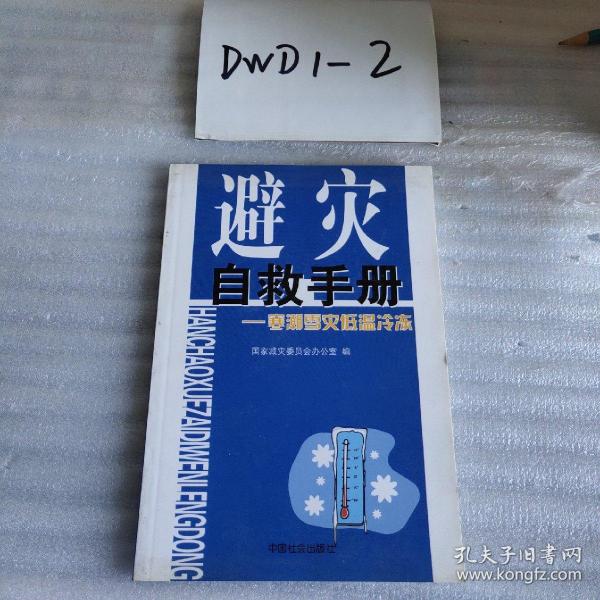 DWD1-2
避灾
自救手册
—寒潮雪灾低温冷冻
国家减灾委员会办公室 编
HANCHAOXUEZAIDIWENLENGDONG
中国社会出版社
孔夫子旧书网
www.kongfz.com